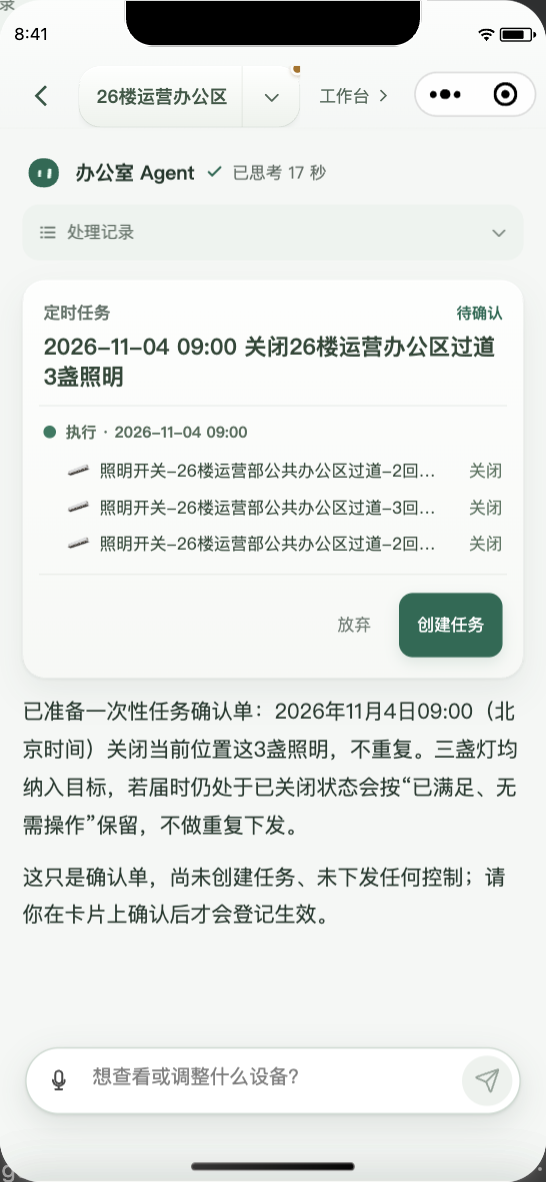 录
8:41
26楼运营办公区
工作台
办公室 Agent
已思考 17 秒
处理记录
定时任务
待确认
2026-11-04 09:00 关闭26楼运营办公区过道
3盏照明
执行 · 2026-11-04 09:00
照明开关-26楼运营部公共办公区过道-2回... 关闭
照明开关-26楼运营部公共办公区过道-3回... 关闭
照明开关-26楼运营部公共办公区过道-2回... 关闭
放弃
创建任务
已准备一次性任务确认单：2026年11月4日09:00（北
京时间）关闭当前位置这3盏照明，不重复。三盏灯均
纳入目标，若届时仍处于已关闭状态会按“已满足、无
需操作”保留，不做重复下发。
这只是确认单，尚未创建任务、未下发任何控制；请
你在卡片上确认后才会登记生效。
想查看或调整什么设备？